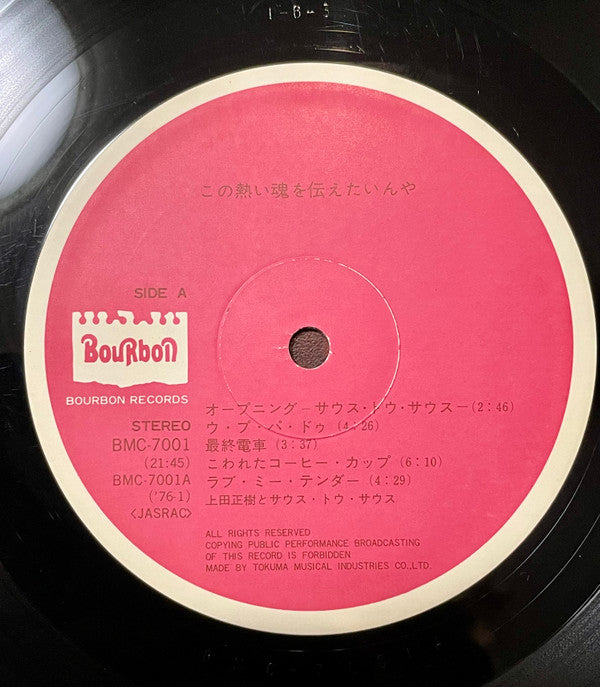 1-B-3
この熱い魂を伝えたいんや
SIDE A
BouRbon
BOURBON RECORDS
オープニング－サウス・トウ・サウス－(2:46)
STEREO ウ・プ・パ・ドゥ (4:26)
BMC-7001 最終電車 (3:37)
(21:45) こわれたコーヒー・カップ (6:10)
BMC-7001A ラブ・ミー・テンダー (4:29)
('76-1) 上田正樹とサウス・トウ・サウス
<JASRAC>
ALL RIGHTS RESERVED
COPYING PUBLIC PERFORMANCE BROADCASTING
OF THIS RECORD IS FORBIDDEN
MADE BY TOKUMA MUSICAL INDUSTRIES CO., LTD.